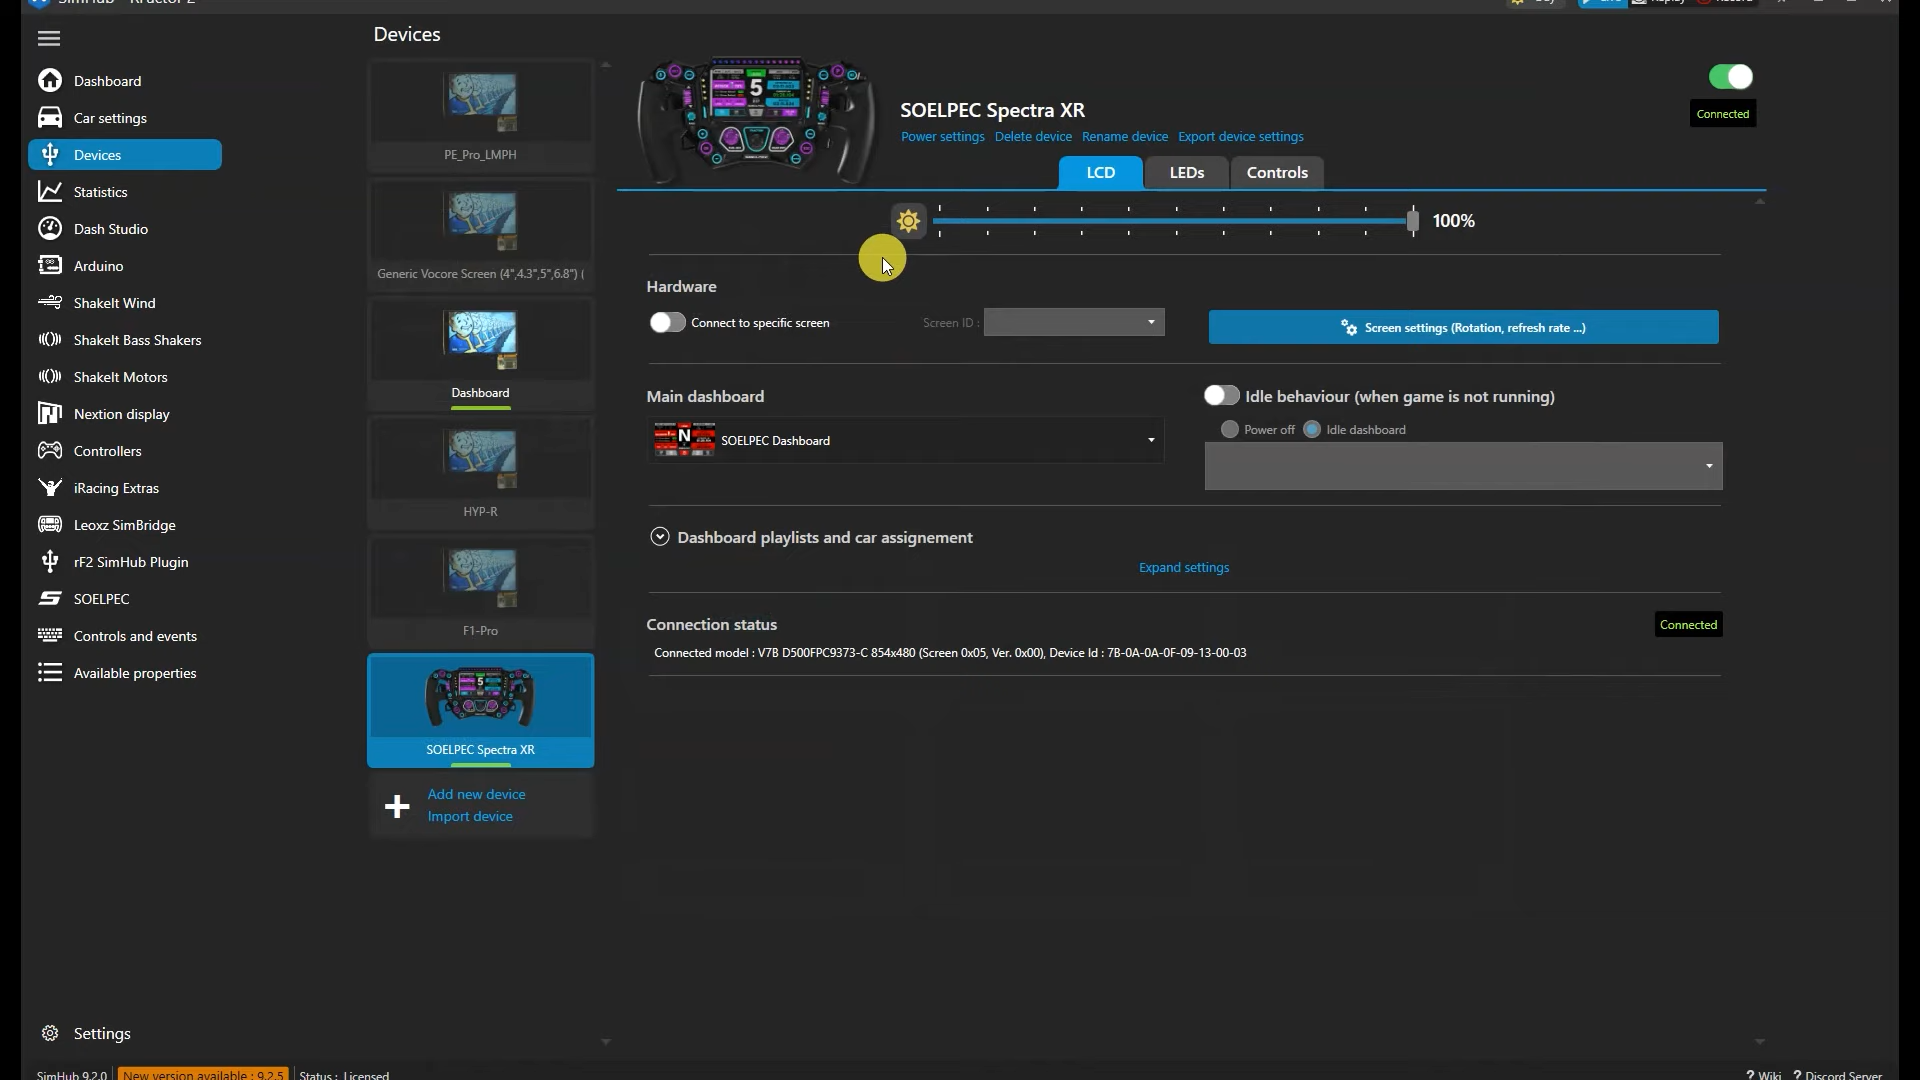 SimHub - RFactor 2
Live
Replay
Record
Devices
Dashboard
Car settings
Devices
Statistics
Dash Studio
Arduino
ShakeIt Wind
ShakeIt Bass Shakers
ShakeIt Motors
Nextion display
Controllers
iRacing Extras
Leoxz SimBridge
rF2 SimHub Plugin
SOELPEC
Controls and events
Available properties
Settings
PE_Pro_LMPH
Generic Vocore Screen (4",4.3",5",6.8") (
Dashboard
HYP-R
F1-Pro
SOELPEC Spectra XR
Add new device
Import device
5
SOELPEC Spectra XR
Power settings Delete device Rename device Export device settings
Connected
LCD LEDs Controls
100%
Hardware
Connect to specific screen
Screen ID :
Screen settings (Rotation, refresh rate ...)
Main dashboard
N
SOELPEC Dashboard
Idle behaviour (when game is not running)
Power off Idle dashboard
Dashboard playlists and car assignement
Expand settings
Connection status
Connected
Connected model : V7B D500FPC9373-C 854x480 (Screen 0x05, Ver. 0x00), Device Id : 7B-0A-0A-0F-09-13-00-03
SimHub 9.2.0 New version available : 9.2.5 Status : Licensed
? Wiki ? Discord Server